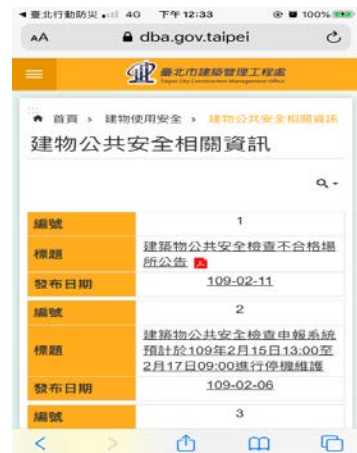 ◀臺北行動防災 4G 下午12:33 100%
AA dba.gov.taipei
臺北市建築管理工程處
Taipei City Construction Management Office
首頁 › 建物使用安全 › 建物公共安全相關資訊
建物公共安全相關資訊
編號 1
標題 建築物公共安全檢查不合格場
所公告
發布日期 109-02-11
編號 2
標題 建築物公共安全檢查申報系統
預計於109年2月15日13:00至
2月17日09:00進行停機維護
發布日期 109-02-06
編號 3